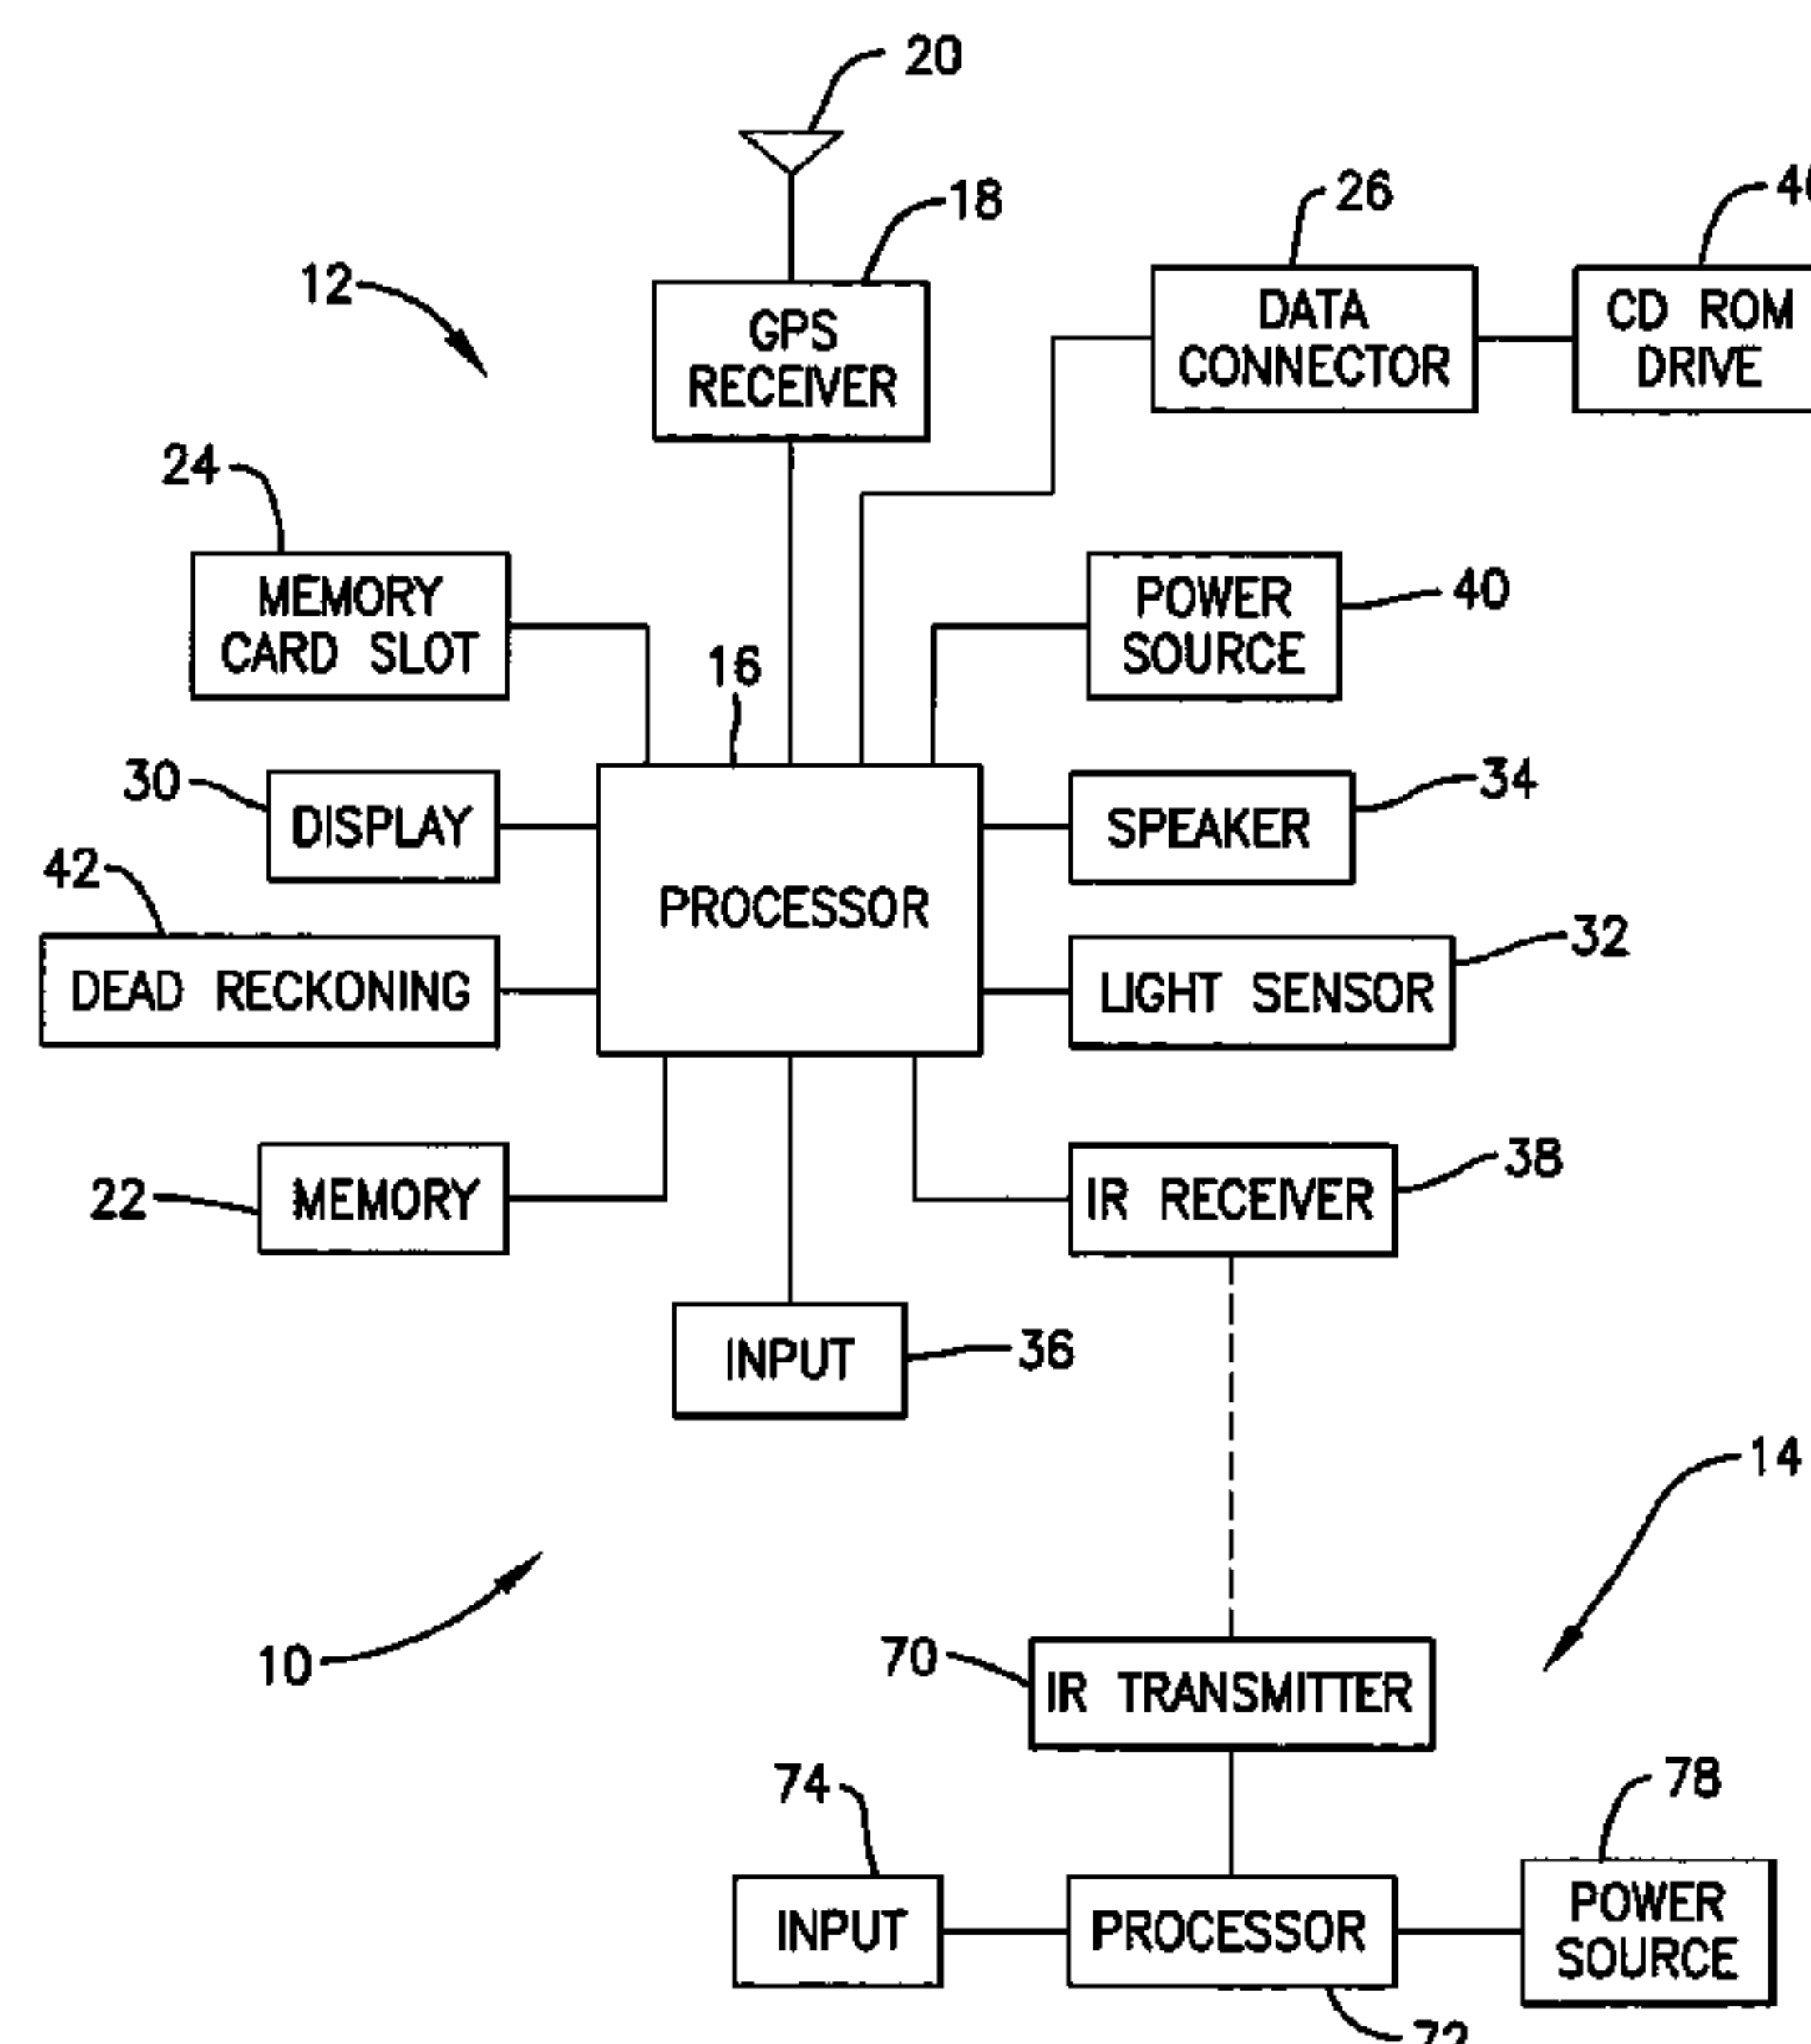 20
18
26
12
GPS
RECEIVER
DATA
CONNECTOR
CD ROM
DRIVE
24
MEMORY
CARD SLOT
POWER
SOURCE
40
16
30
DISPLAY
SPEAKER
34
42
PROCESSOR
32
DEAD RECKONING
LIGHT SENSOR
22
MEMORY
IR RECEIVER
38
INPUT
36
14
10
70
IR TRANSMITTER
74
78
INPUT
PROCESSOR
POWER
SOURCE
72